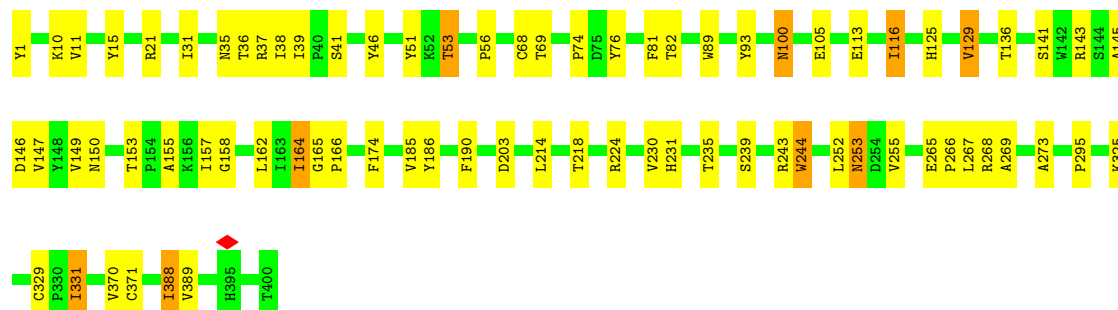 Y1 K10 V11 Y15 R21 I31 N35 T36 R37 I38 I39 P40 S41 Y46 Y51 K52 T53 P56 C68 T69 P74 D75 Y76 F81 T82 W89 Y93 N100 E105 E113 I116 H125 V129 T136 S141 W142 R143 S144 A145
D146 V147 Y148 V149 N150 T153 P154 A155 K156 I157 G158 L162 I163 I164 G165 P166 F174 V185 Y186 F190 D203 L214 T218 R224 V230 H231 T235 S239 R243 W244 L252 N253 D254 V255 E265 P266 L267 R268 A269 A273 P295 K325
C329 P330 I331 V370 C371 I388 V389 H395 T400